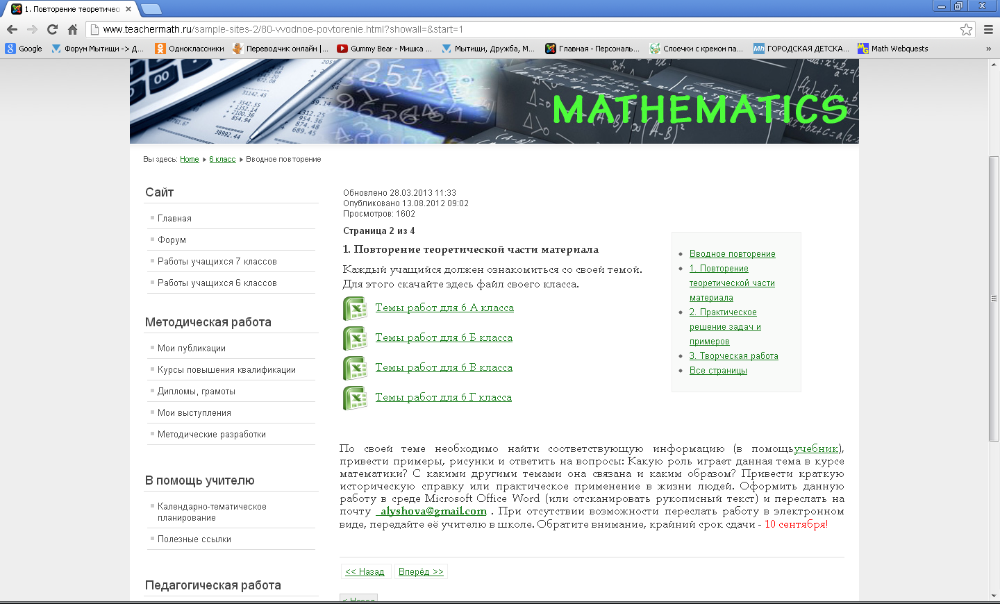 1. Повторение теоретичес
www.teachermath.ru/sample-sites-2/80-vvodnoe-povtorenie.html?showall=&start=1
Google
Форум Мытищи -> Д...
Одноклассники
Переводчик онлайн |...
Gummy Bear - Мишка ...
Мытищи, Дружба, М...
Главная - Персональ...
Слоечки с кремом па...
ГОРОДСКАЯ ДЕТСКА...
Math Webquests
»
MATHEMATICS
Вы здесь: Home 6 класс Вводное повторение
Сайт
Главная
Форум
Работы учащихся 7 классов
Работы учащихся 6 классов
Методическая работа
Мои публикации
Курсы повышения квалификации
Дипломы, грамоты
Мои выступления
Методические разработки
В помощь учителю
Календарно-тематическое
планирование
Полезные ссылки
Педагогическая работа
Обновлено 28.03.2013 11:33
Опубликовано 13.08.2012 09:02
Просмотров: 1602
Страница 2 из 4
1. Повторение теоретической части материала
Каждый учащийся должен ознакомиться со своей темой.
Для этого скачайте здесь файл своего класса.
Темы работ для 6 А класса
Темы работ для 6 Б класса
Темы работ для 6 В класса
Темы работ для 6 Г класса
Вводное повторение
1. Повторение
теоретической части
материала
2. Практическое
решение задач и
примеров
3. Творческая работа
Все страницы
По своей теме необходимо найти соответствующую информацию (в помощьучебник),
привести примеры, рисунки и ответить на вопросы: Какую роль играет данная тема в курсе
математики? С какими другими темами она связана и каким образом? Привести краткую
историческую справку или практическое применение в жизни людей. Оформить данную
работу в среде Microsoft Office Word (или отсканировать рукописный текст) и переслать на
почту _alyshova@gmail.com . При отсутствии возможности переслать работу в электронном
виде, передайте её учителю в школе. Обратите внимание, крайний срок сдачи - 10 сентября!
<< Назад
Вперёд >>
< Назад